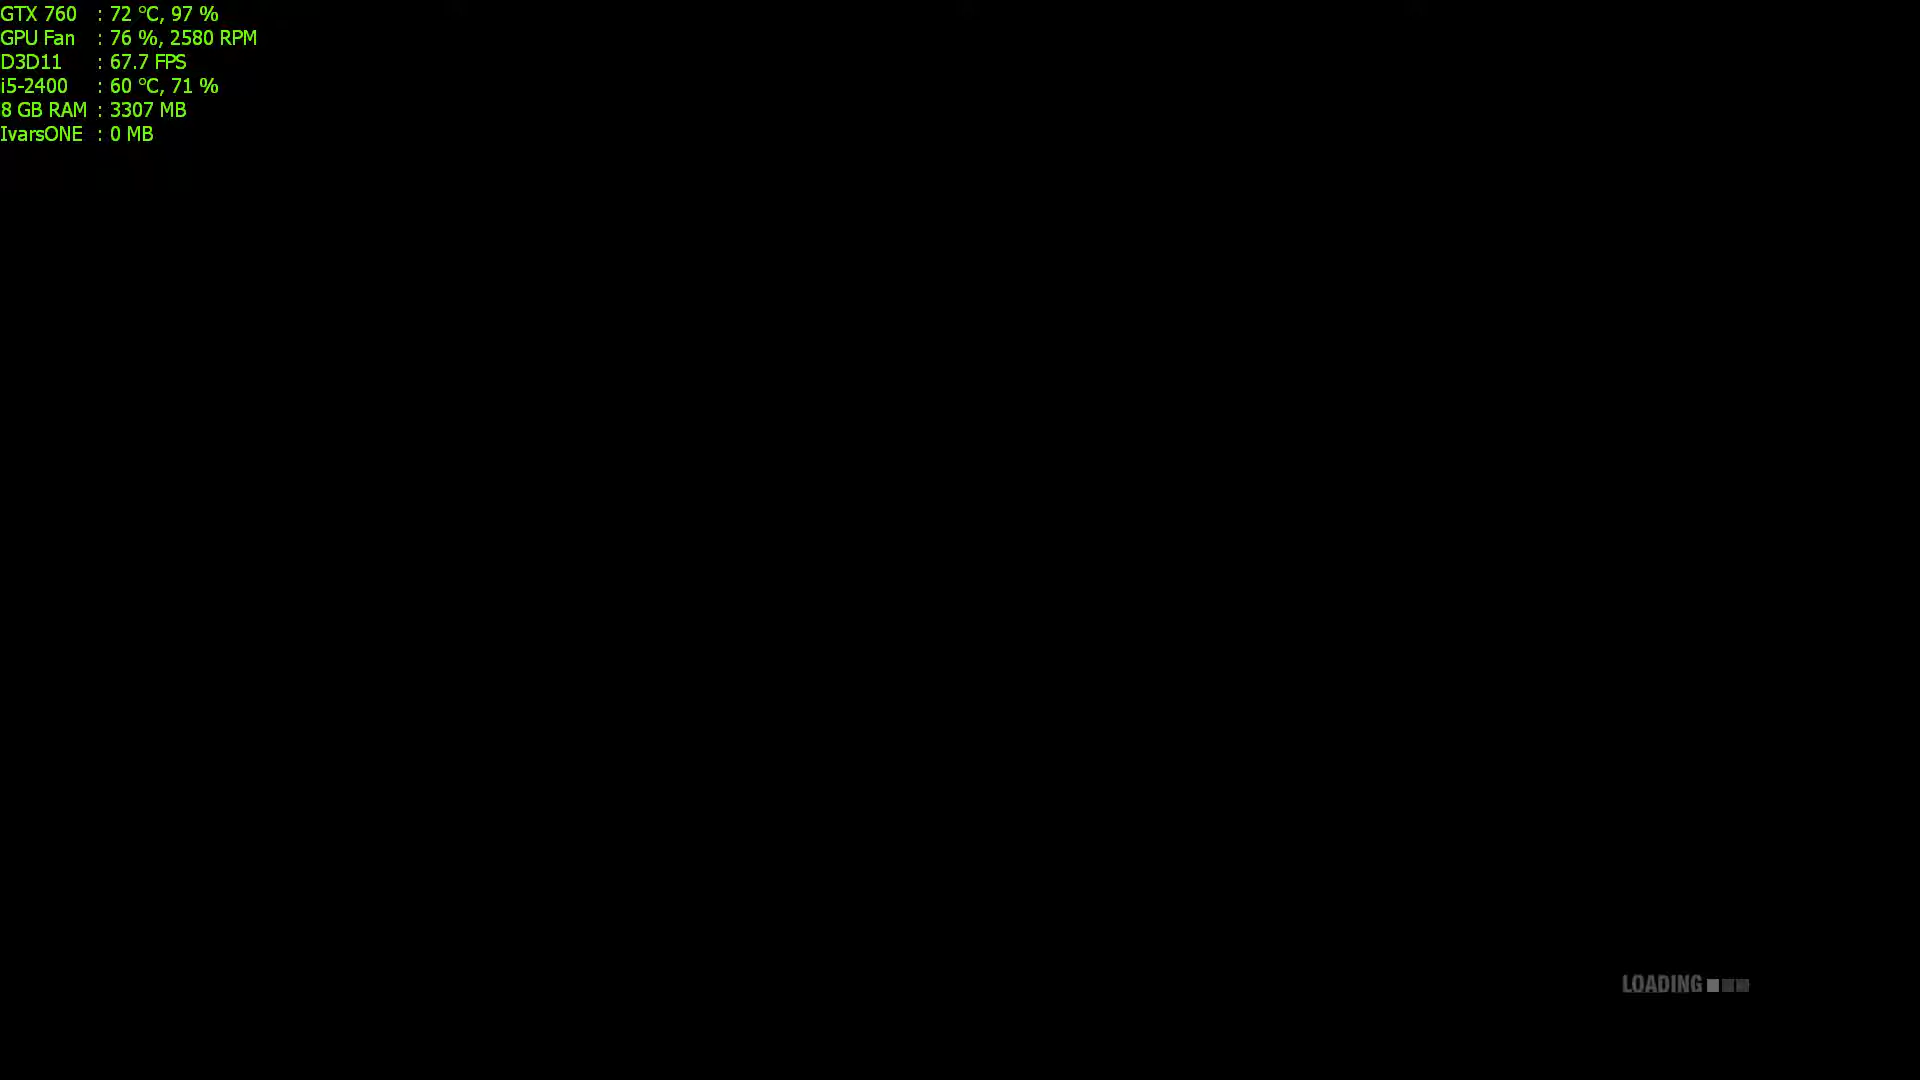 GTX 760 : 72 °C, 97 %
GPU Fan : 76 %, 2580 RPM
D3D11 : 67.7 FPS
i5-2400 : 60 °C, 71 %
8 GB RAM : 3307 MB
IvarsONE : 0 MB
LOADING